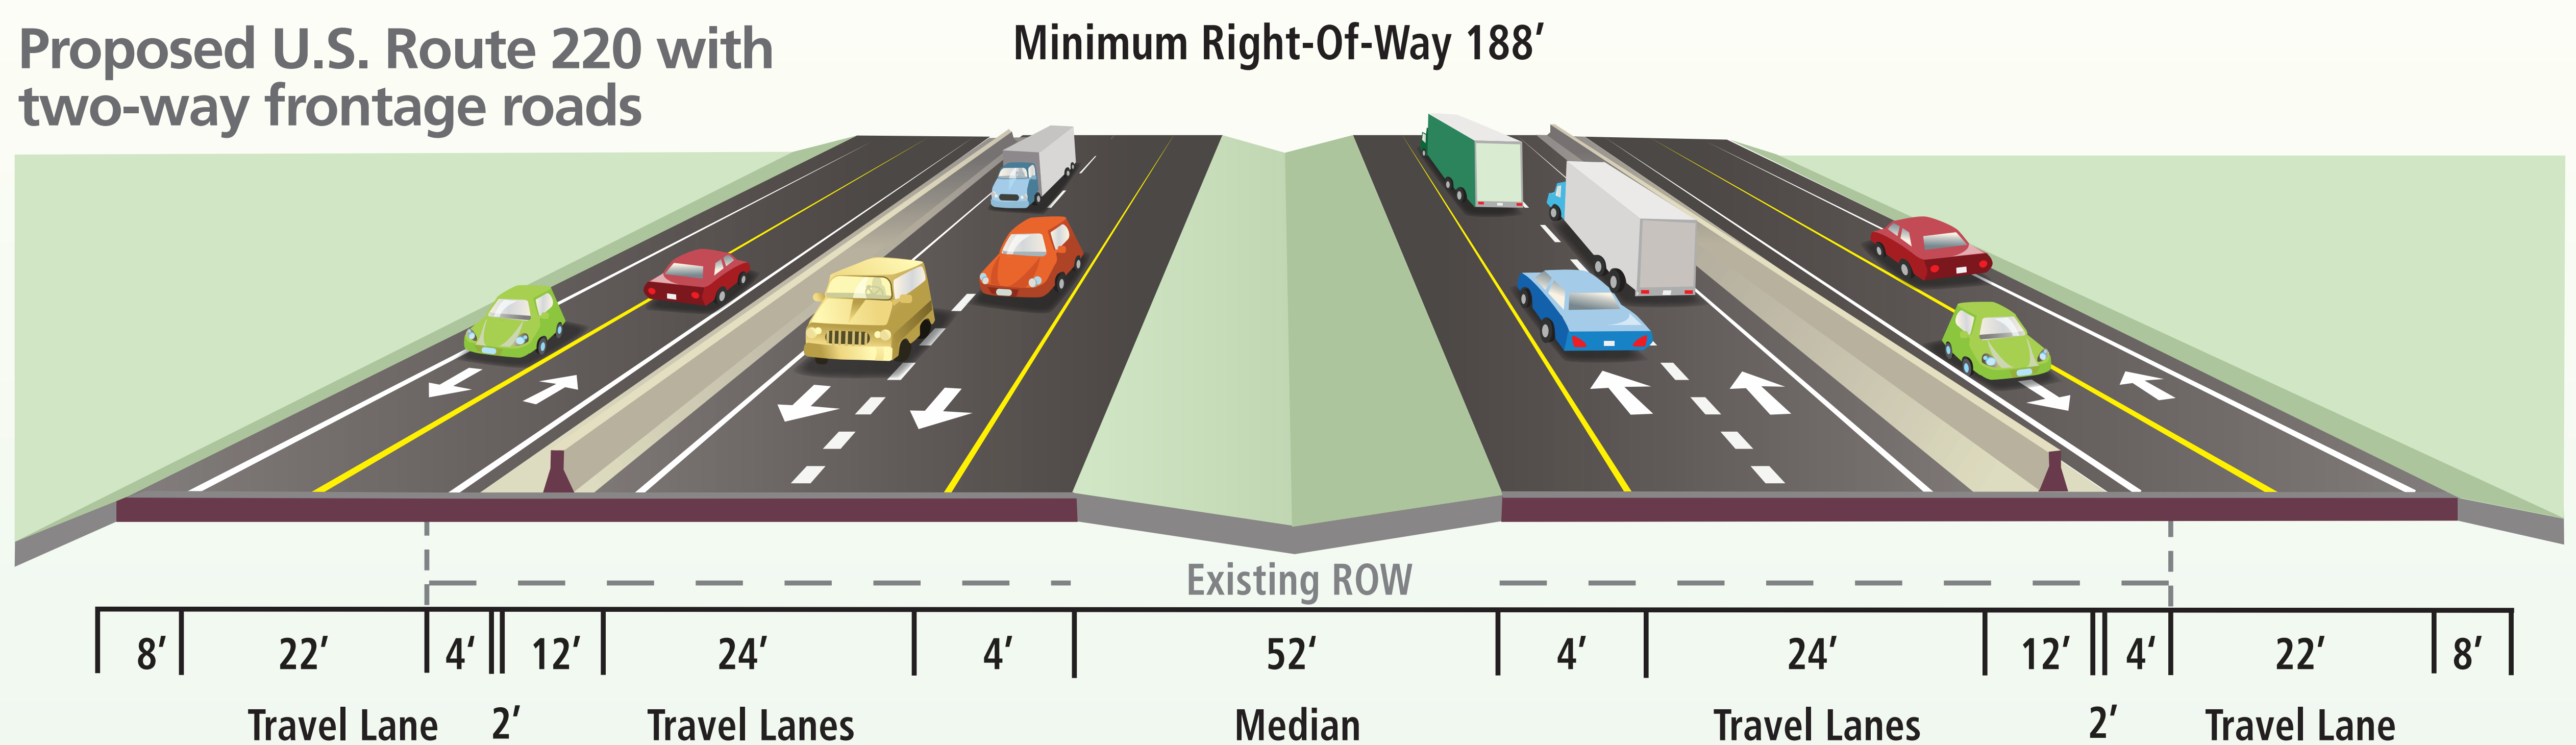 Proposed U.S. Route 220 with
two-way frontage roads
Minimum Right-Of-Way 188′
Existing ROW
8′ 22′ 4‘ 12′ 24′ 4′ 52‘ 4′ 24′ 12′ 4‘ 22′ 8′
Travel Lane 2′ Travel Lanes Median Travel Lanes 2′ Travel Lane